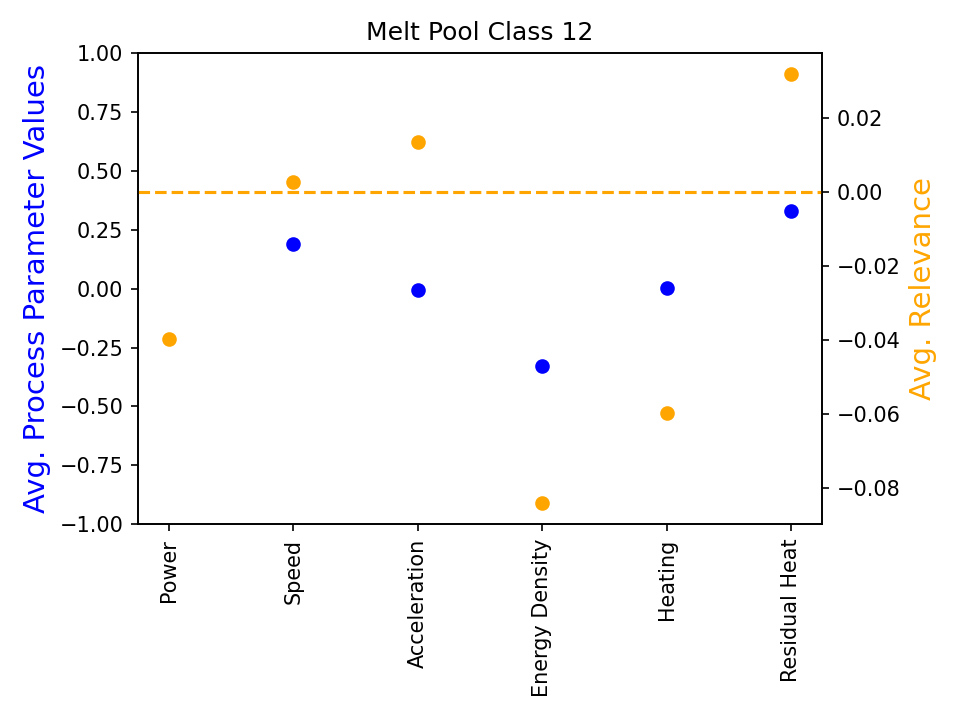 Melt Pool Class 12
Avg. Process Parameter Values
1.00
0.75
0.50
0.25
0.00
−0.25
−0.50
−0.75
−1.00
0.02
0.00
−0.02
−0.04
−0.06
−0.08
Avg. Relevance
Power
Speed
Acceleration
Energy Density
Heating
Residual Heat